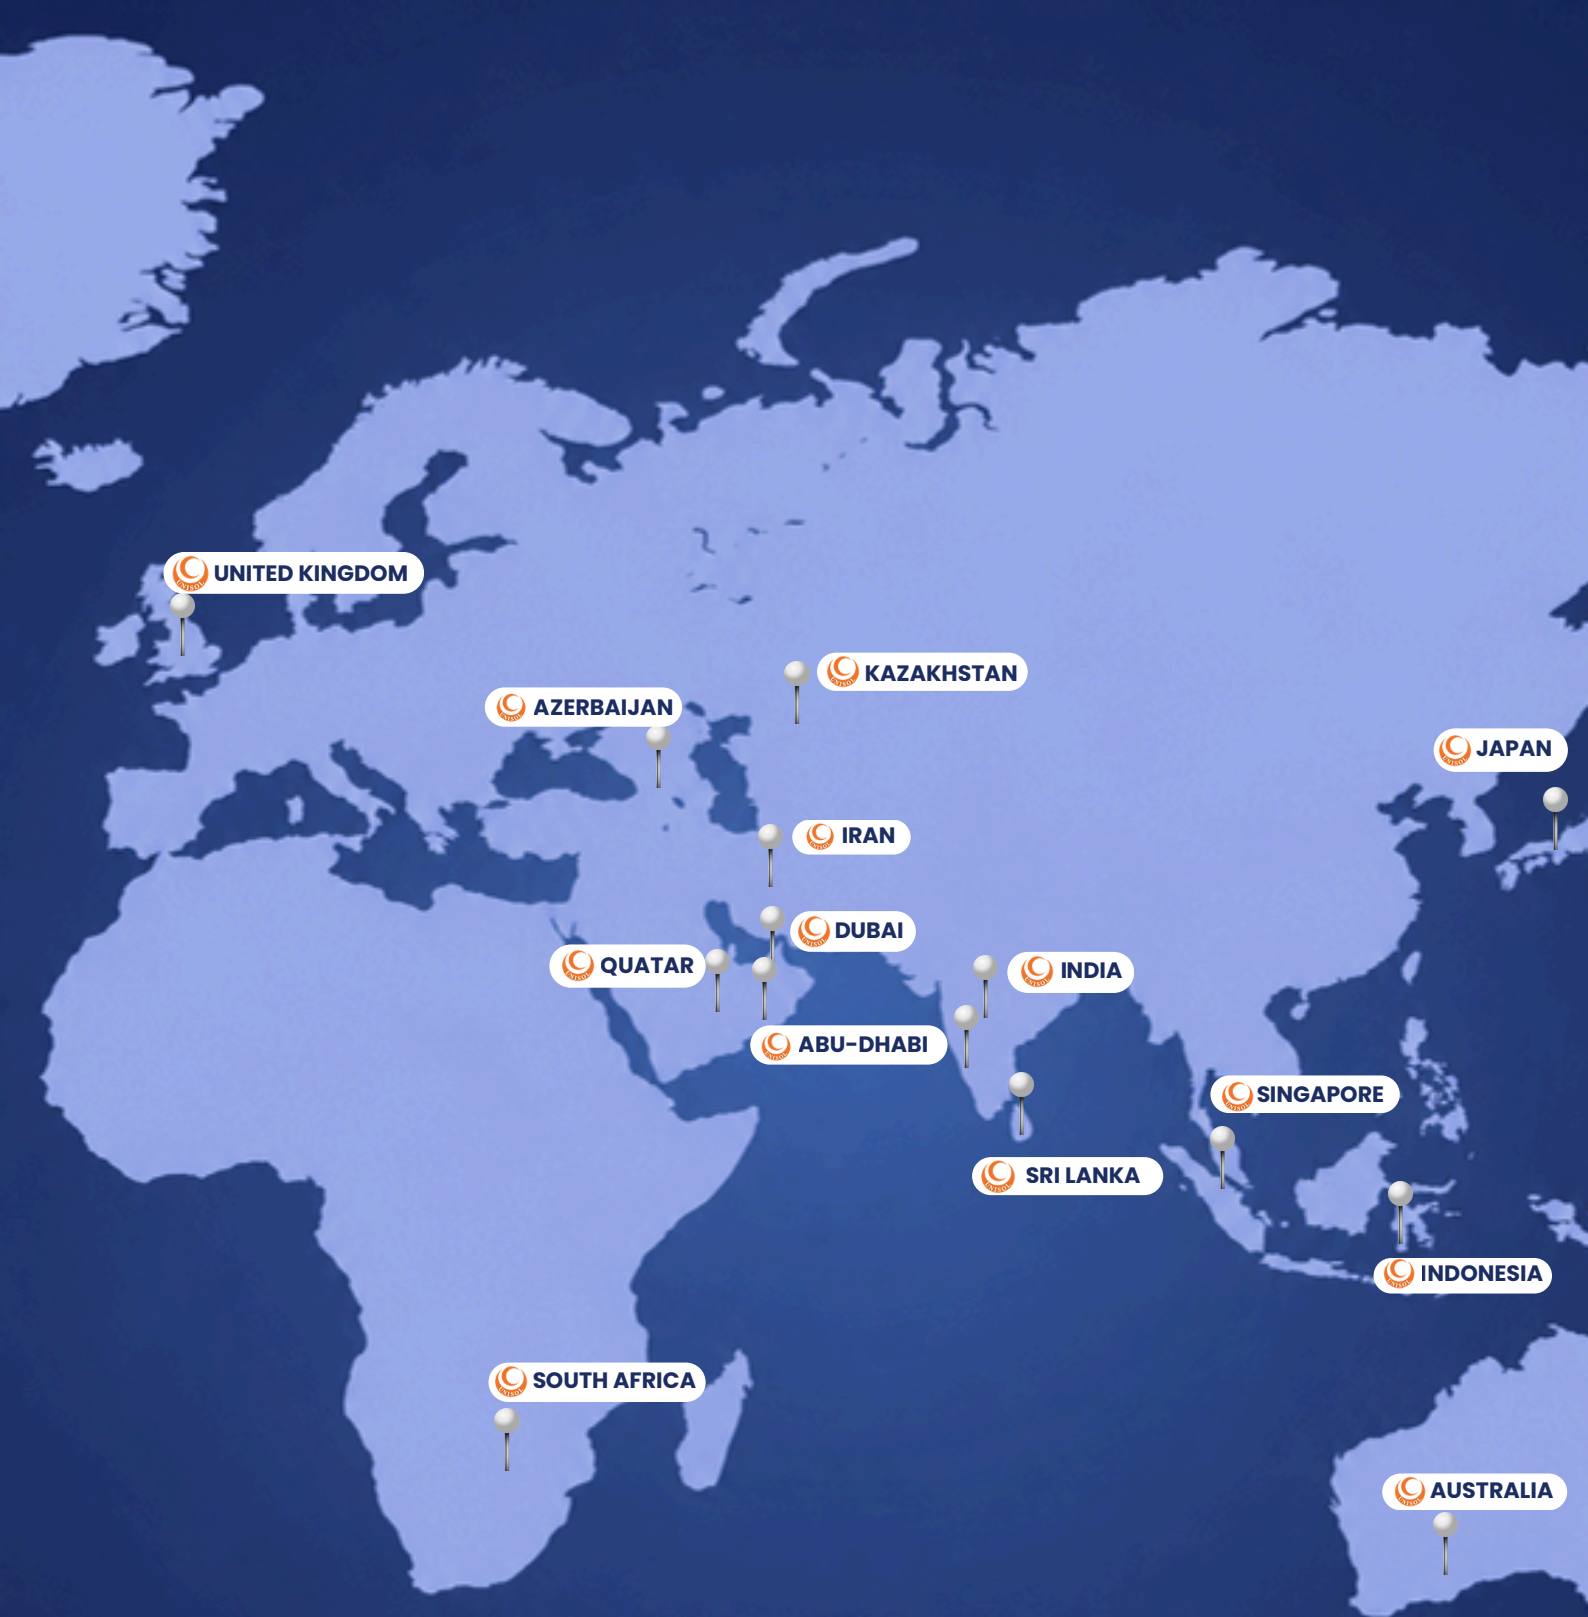 UNITED KINGDOM
KAZAKHSTAN
AZERBAIJAN
JAPAN
IRAN
DUBAI
QUATAR
INDIA
ABU-DHABI
SINGAPORE
SRI LANKA
INDONESIA
SOUTH AFRICA
AUSTRALIA